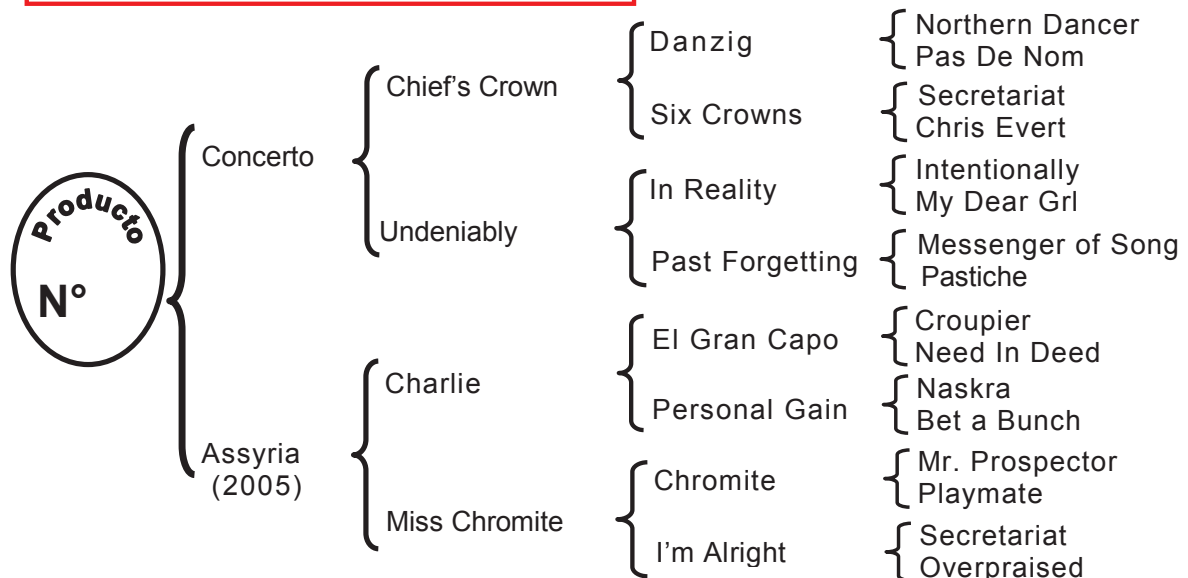 Producto
N°
Concerto
Assyria
(2005)
Chief's Crown
Undeniably
Charlie
Miss Chromite
Danzig
Six Crowns
In Reality
Past Forgetting
El Gran Capo
Personal Gain
Chromite
I'm Alright
Northern Dancer
Pas De Nom
Secretariat
Chris Evert
Intentionally
My Dear Grl
Messenger of Song
Pastiche
Croupier
Need In Deed
Naskra
Bet a Bunch
Mr. Prospector
Playmate
Secretariat
Overpraised